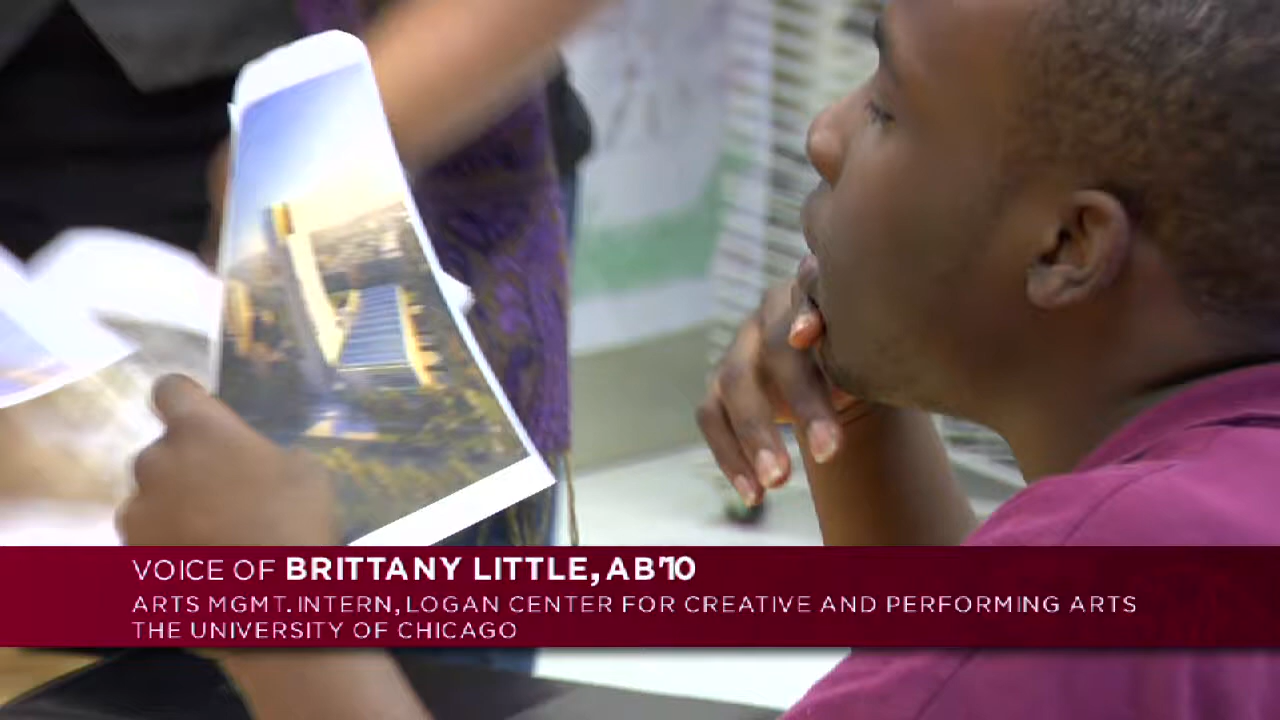 VOICE OF BRITTANY LITTLE, AB'10
ARTS MGMT. INTERN, LOGAN CENTER FOR CREATIVE AND PERFORMING ARTS
THE UNIVERSITY OF CHICAGO